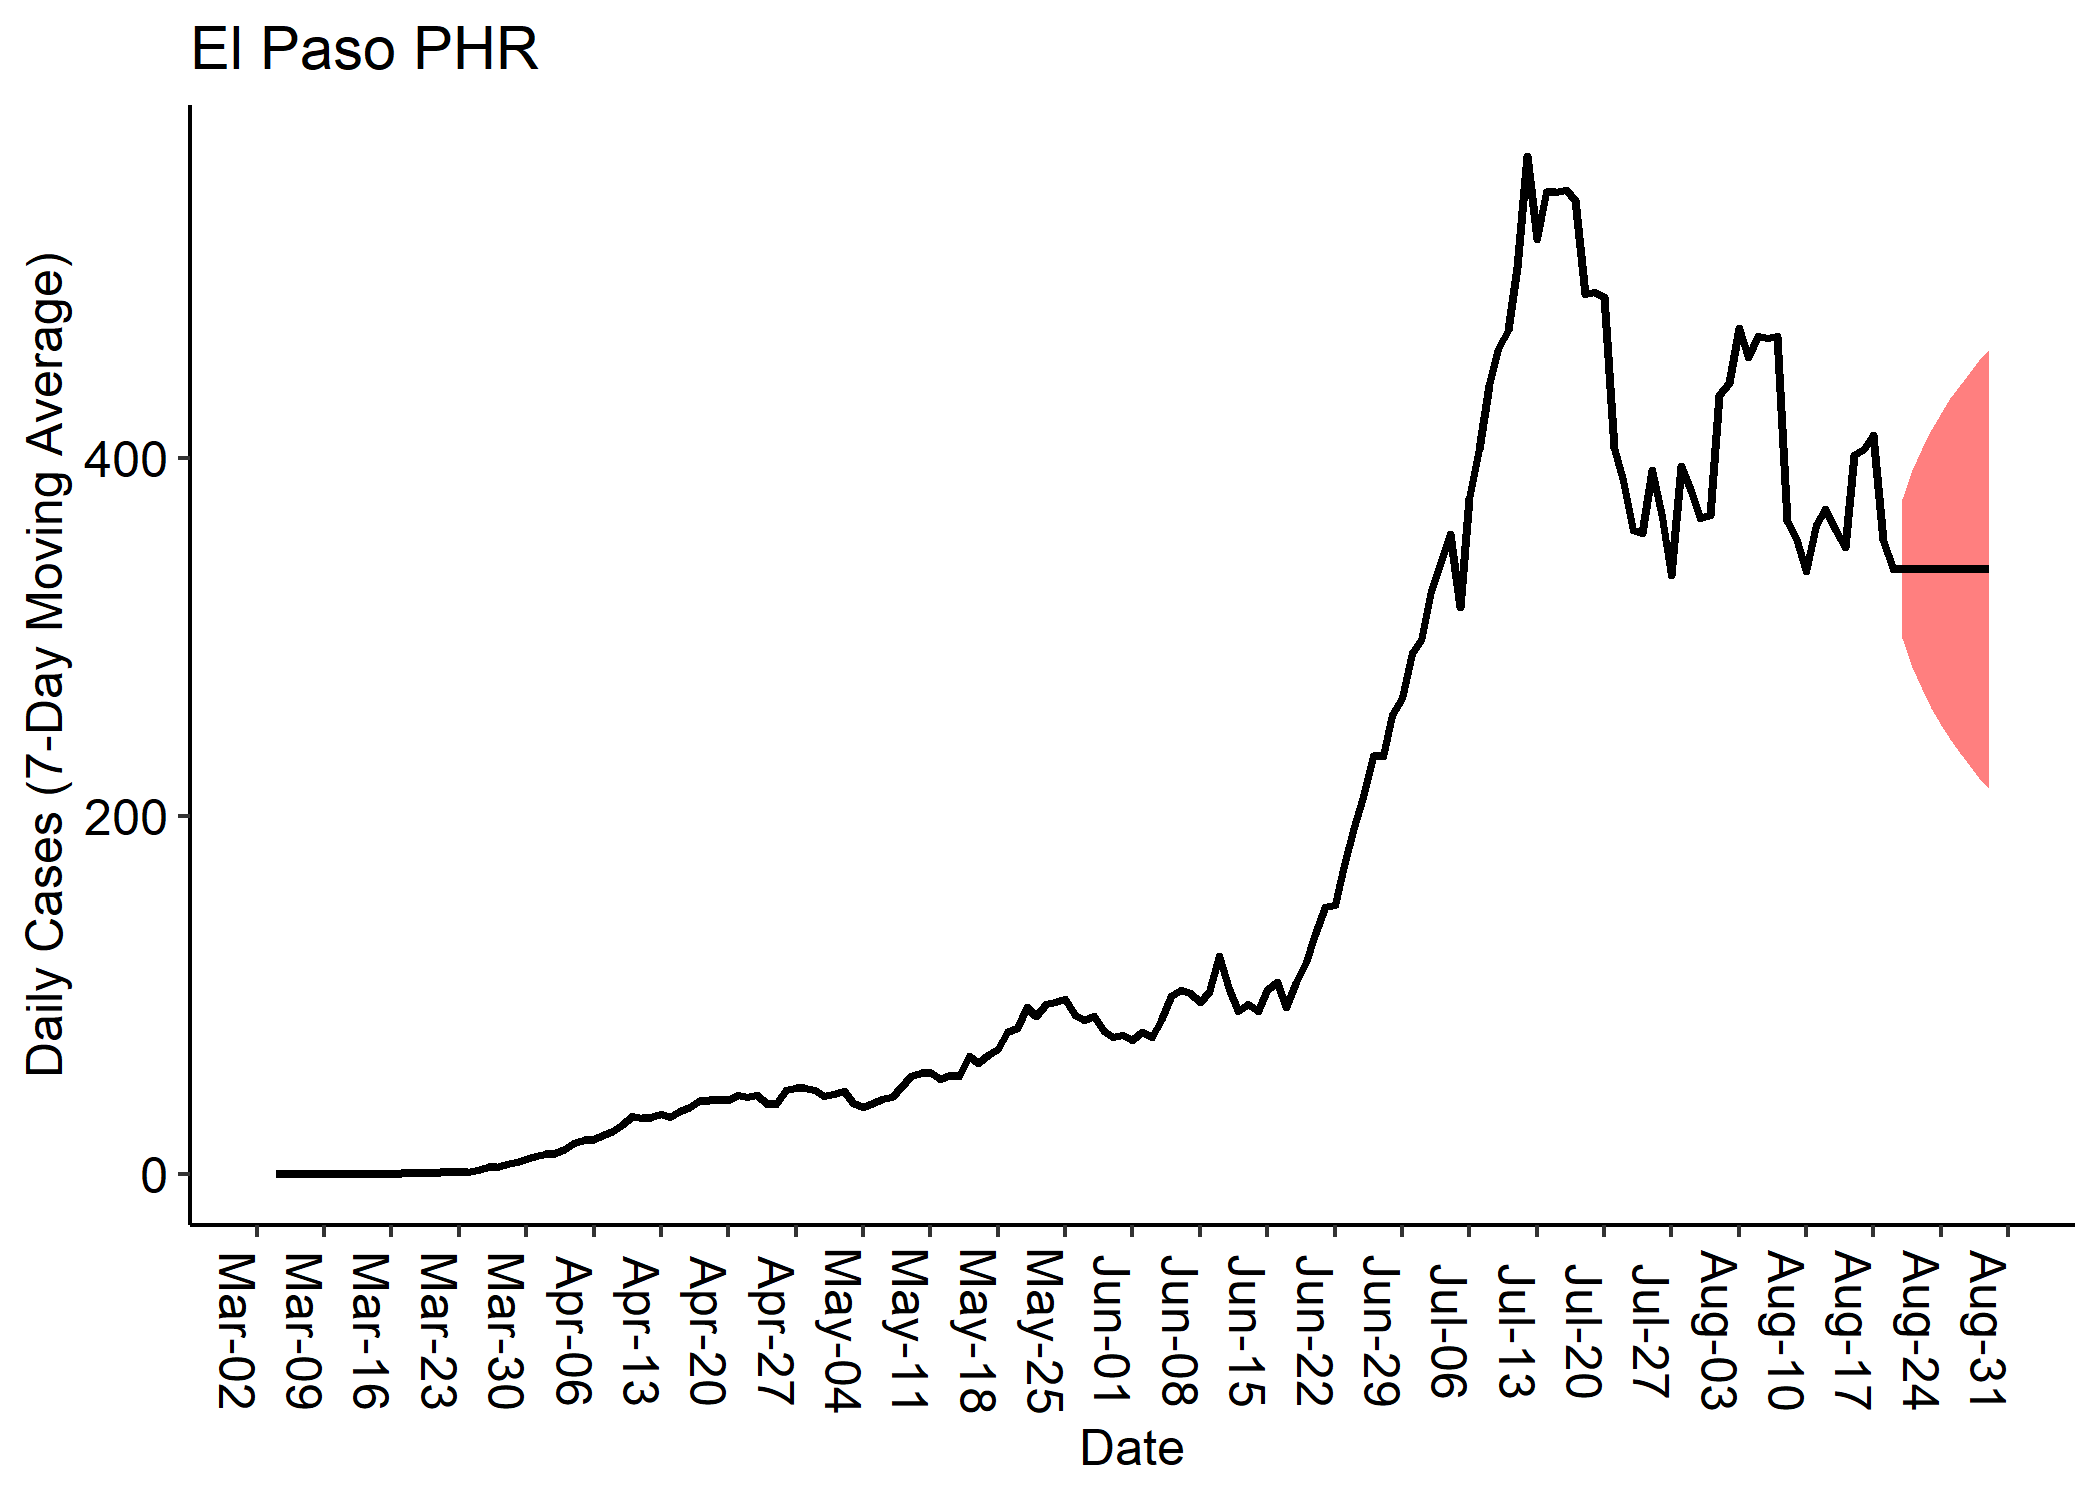 El Paso PHR
Daily Cases (7-Day Moving Average)
400
200
0
Mar-02
Mar-09
Mar-16
Mar-23
Mar-30
Apr-06
Apr-13
Apr-20
Apr-27
May-04
May-11
May-18
May-25
Jun-01
Jun-08
Jun-15
Jun-22
Jun-29
Jul-06
Jul-13
Jul-20
Jul-27
Aug-03
Aug-10
Aug-17
Aug-24
Aug-31
Date